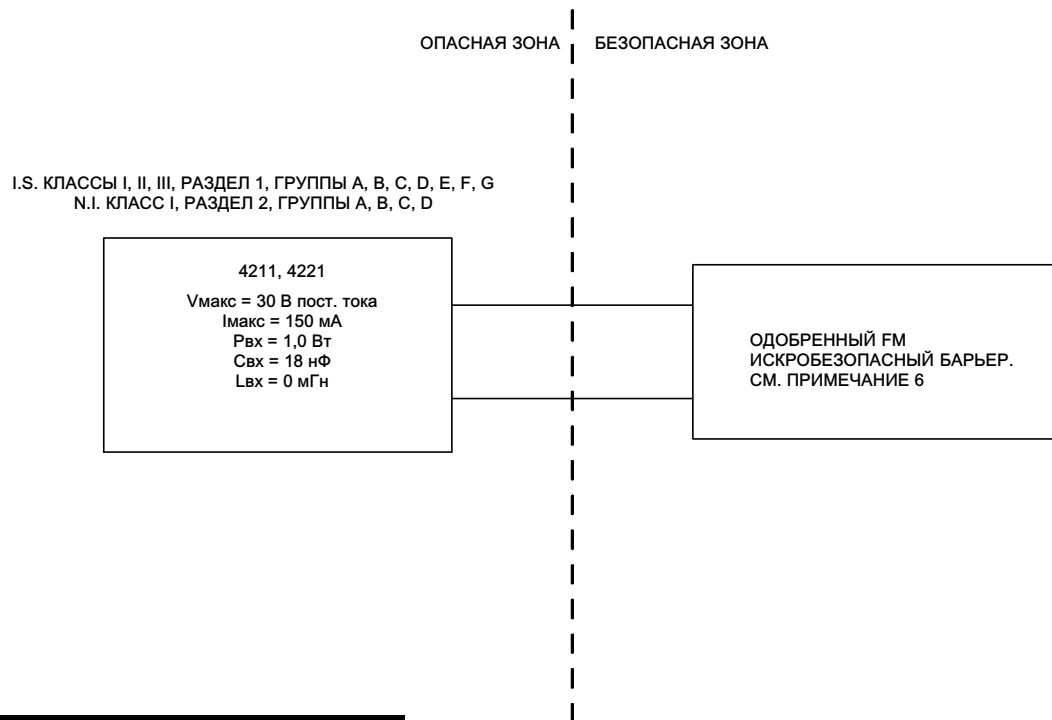 ОПАСНАЯ ЗОНА
БЕЗОПАСНАЯ ЗОНА
I.S. КЛАССЫ I, II, III, РАЗДЕЛ 1, ГРУППЫ A, B, C, D, E, F, G
N.I. КЛАСС I, РАЗДЕЛ 2, ГРУППЫ A, B, C, D
4211, 4221
Vмакс = 30 В пост. тока
Iмакс = 150 мА
Pвх = 1,0 Вт
Cвх = 18 нФ
Lвх = 0 мГн
ОДОБРЕННЫЙ FM
ИСКРОБЕЗОПАСНЫЙ БАРЬЕР.
СМ. ПРИМЕЧАНИЕ 6